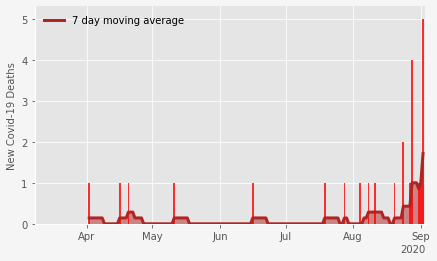 7 day moving average
New Covid-19 Deaths
5
4
3
2
1
0
Apr
May
Jun
Jul
Aug
Sep
2020